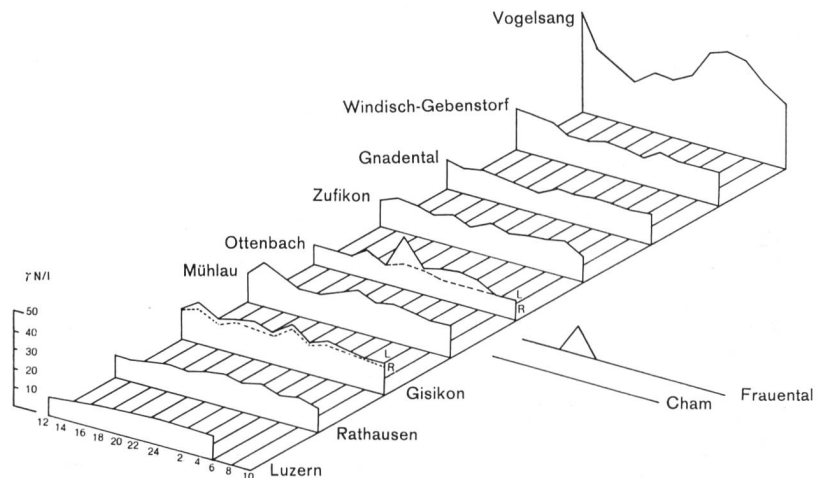 Vogelsang
Windisch-Gebenstorf
Gnadental
Zufikon
Ottenbach
Mühlau
γ N/l
50
40
30
20
10
L
R
L
R
Gisikon
Rathausen
Luzern
Frauental
Cham
12 14 16 18 20 22 24 2 4 6 8 10